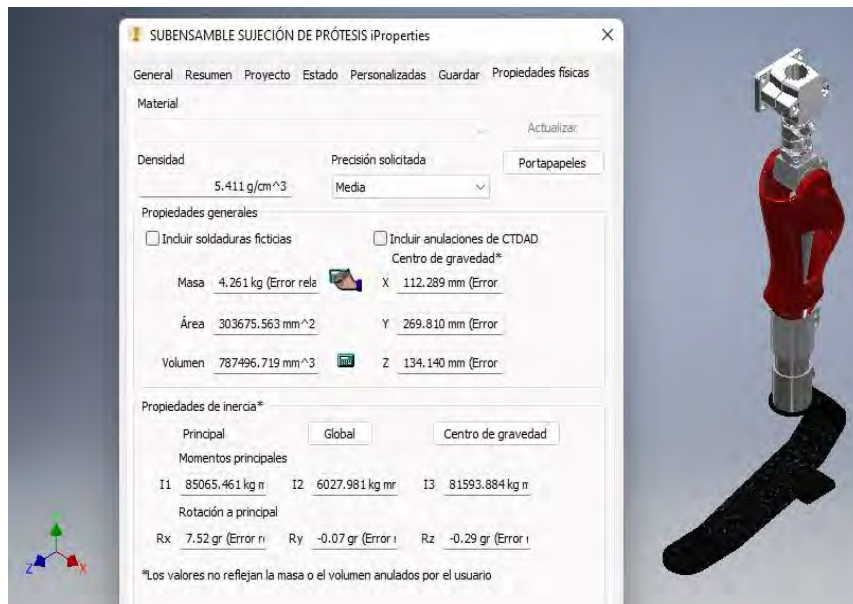 SUBENSAMBLE SUJECIÓN DE PRÓTESIS iProperties
General Resumen Proyecto Estado Personalizadas Guardar Propiedades físicas
Material
Actualizar
Densidad Precisión solicitada Portapapeles
5.411 g/cm^3 Media
Propiedades generales
Incluir soldaduras ficticias Incluir anulaciones de CTDAD
Centro de gravedad*
Masa 4.261 kg (Error rela X 112.289 mm (Error
Área 303675.563 mm^2 Y 269.810 mm (Error
Volumen 787496.719 mm^3 Z 134.140 mm (Error
Propiedades de inercia*
Principal Global Centro de gravedad
Momentos principales
I1 85065.461 kg m I2 6027.981 kg mr I3 81593.884 kg m
Rotación a principal
Rx 7.52 gr (Error r Ry -0.07 gr (Error r Rz -0.29 gr (Error r
*Los valores no reflejan la masa o el volumen anulados por el usuario
Z X